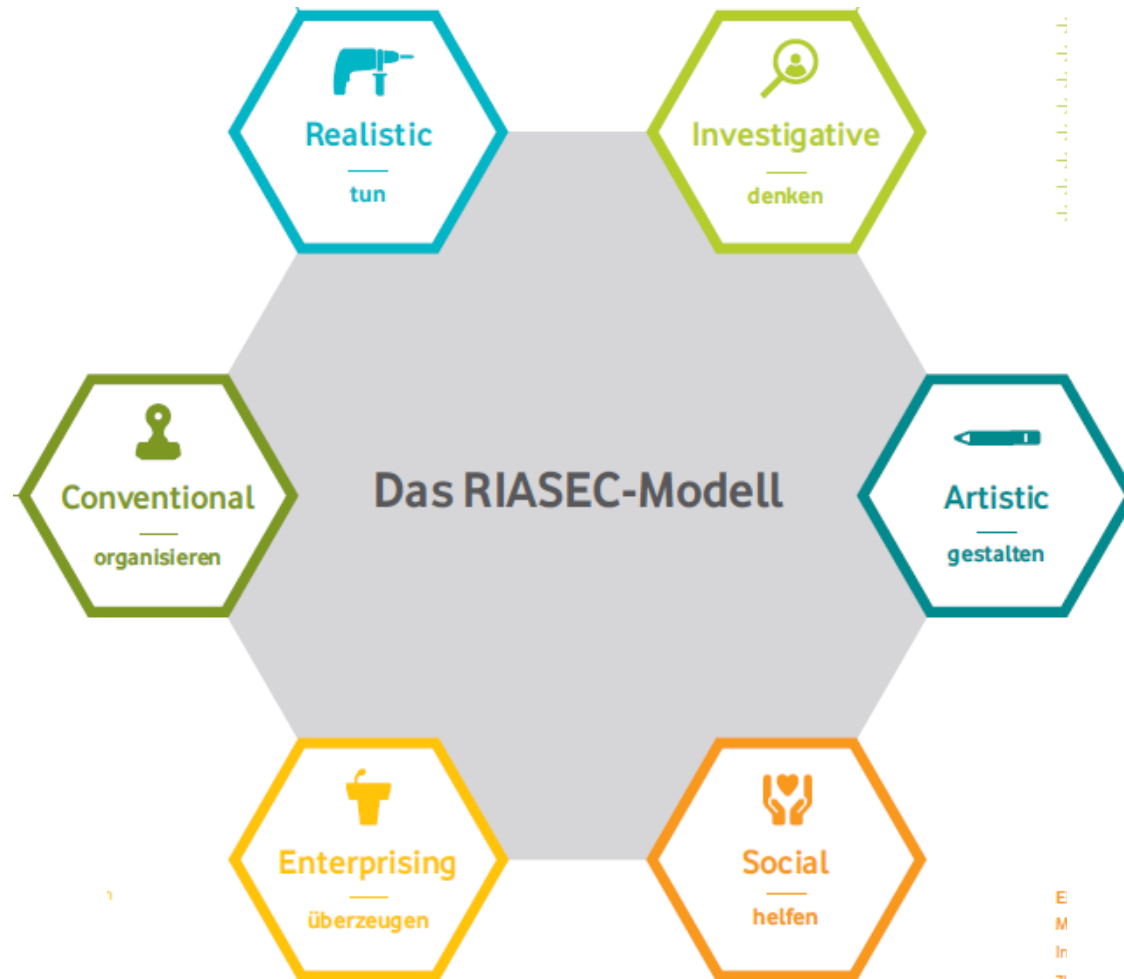 Realistic
tun
Investigative
denken
Conventional
organisieren
Das RIASEC-Modell
Artistic
gestalten
Enterprising
überzeugen
Social
helfen